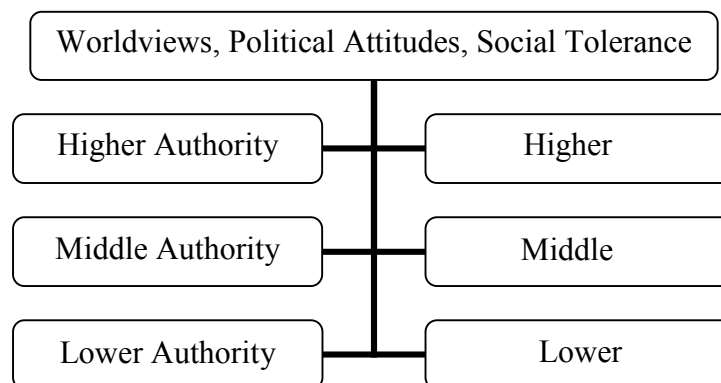 Worldviews, Political Attitudes, Social Tolerance
Higher Authority
Higher
Middle Authority
Middle
Lower Authority
Lower